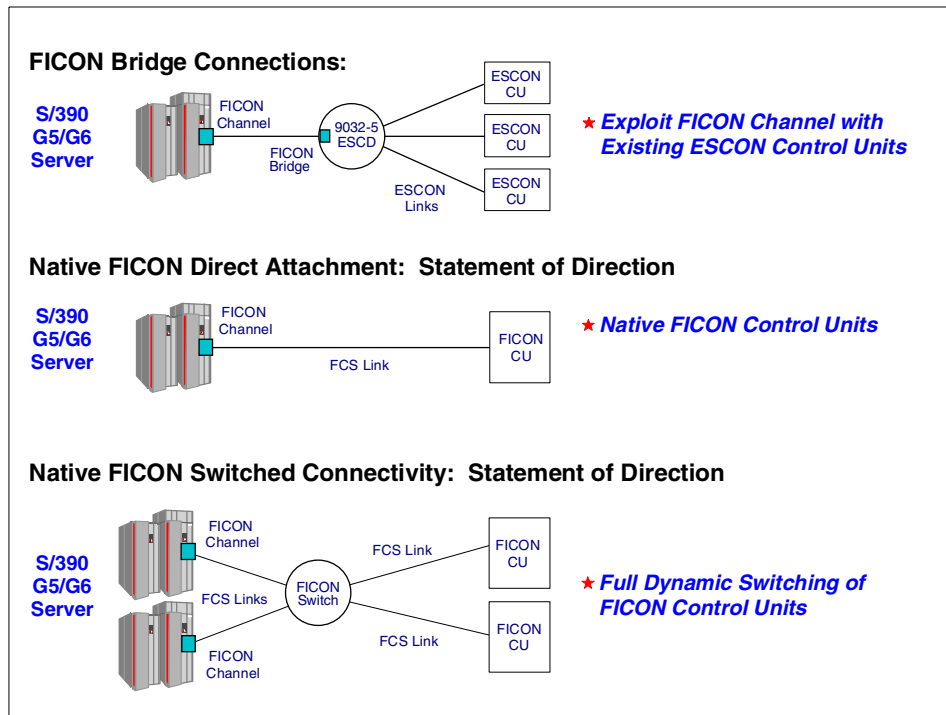 FICON Bridge Connections:
S/390
G5/G6
Server
FICON
Channel
FICON
Bridge
9032-5
ESCD
ESCON
Links
ESCON
CU
ESCON
CU
ESCON
CU
Exploit FICON Channel with
Existing ESCON Control Units
Native FICON Direct Attachment: Statement of Direction
S/390
G5/G6
Server
FICON
Channel
FCS Link
FICON
CU
Native FICON Control Units
Native FICON Switched Connectivity: Statement of Direction
S/390
G5/G6
Server
FICON
Channel
FCS Links
FICON
Channel
FICON
Switch
FCS Link
FCS Link
FICON
CU
FICON
CU
Full Dynamic Switching of
FICON Control Units